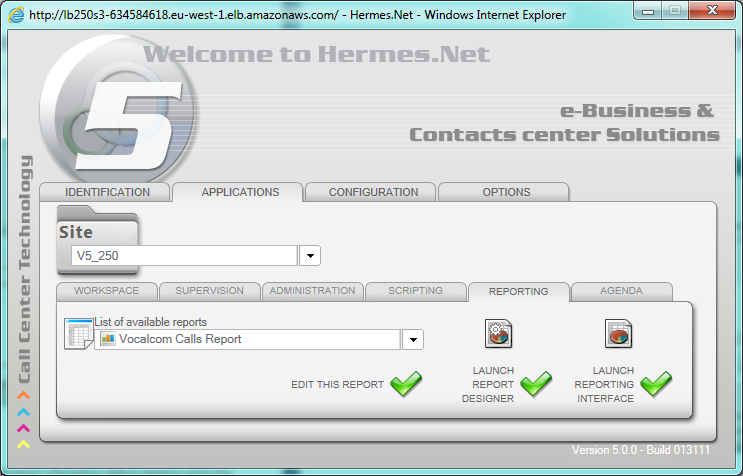 http://lb250s3-634584618.eu-west-1.elb.amazonaws.com/ - Hermes.Net - Windows Internet Explorer
Welcome to Hermes.Net
5
e-Business &
Contacts center Solutions
Call Center Technology
IDENTIFICATION APPLICATIONS CONFIGURATION OPTIONS
Site
V5_250
WORKSPACE SUPERVISION ADMINISTRATION SCRIPTING REPORTING AGENDA
List of available reports
Vocalcom Calls Report
EDIT THIS REPORT
LAUNCH
REPORT
DESIGNER
LAUNCH
REPORTING
INTERFACE
Version 5.0.0 - Build 013111